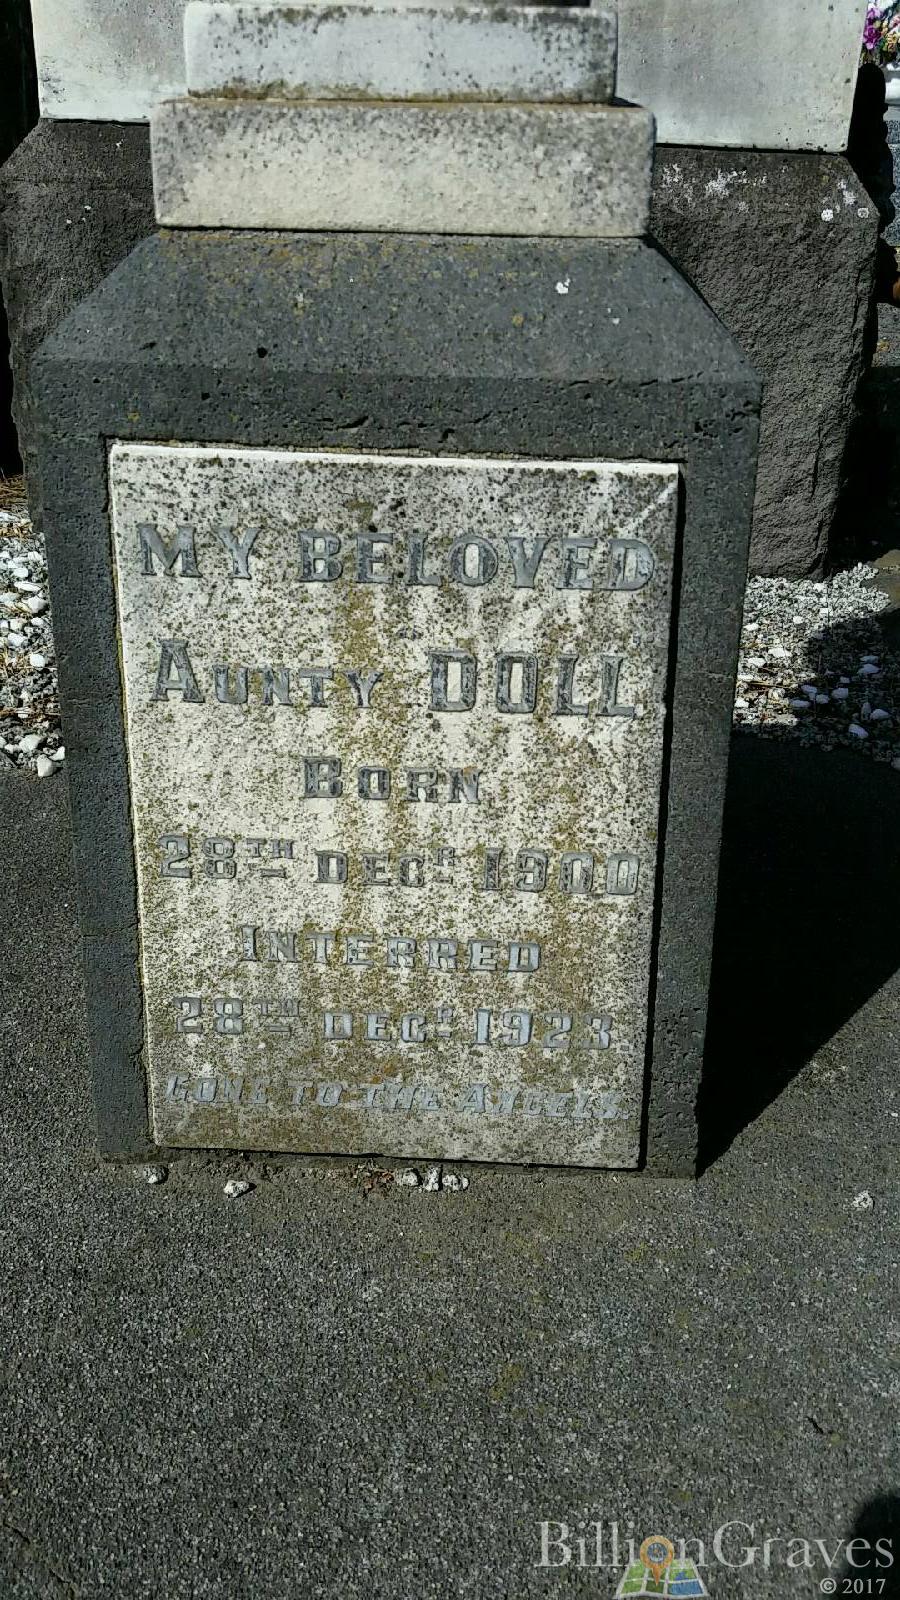 MY BELOVED
AUNTY "DOLL"
BORN
28TH DECR 1900
INTERRED
28TH DECR 1923
GONE TO THE ANGELS.
BillionGraves
© 2017